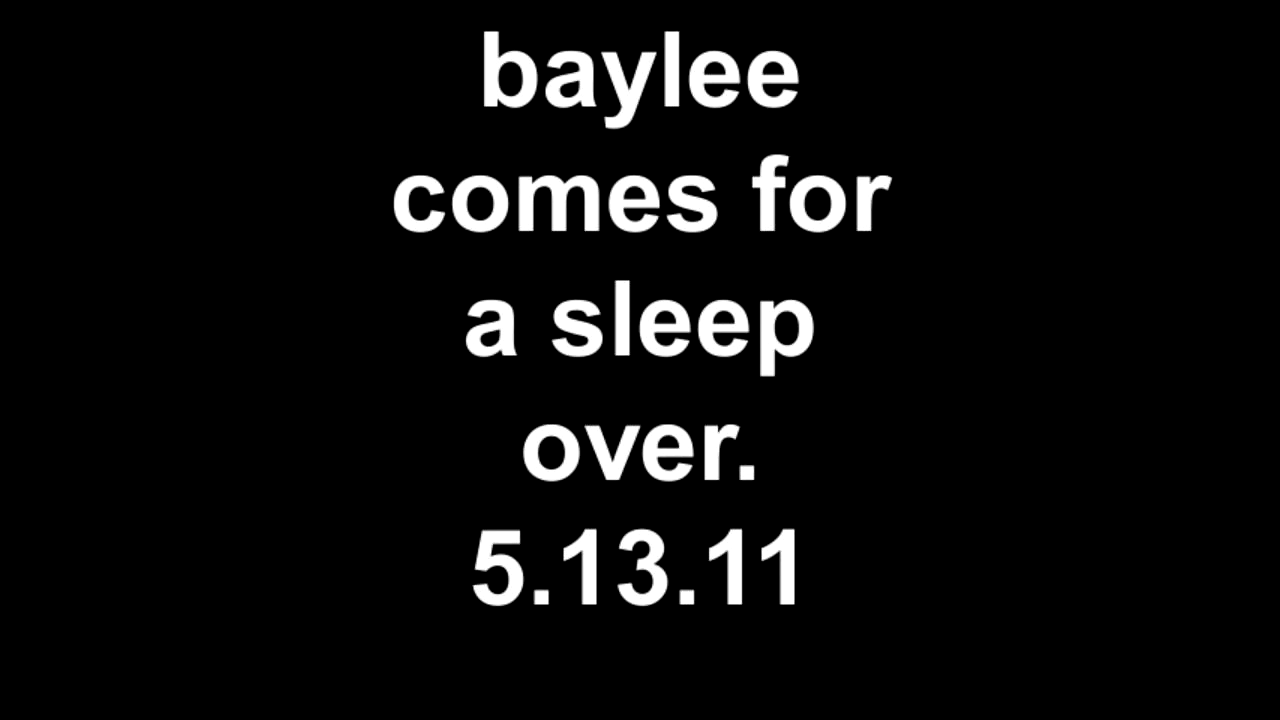 baylee
comes for
a sleep
over.
5.13.11